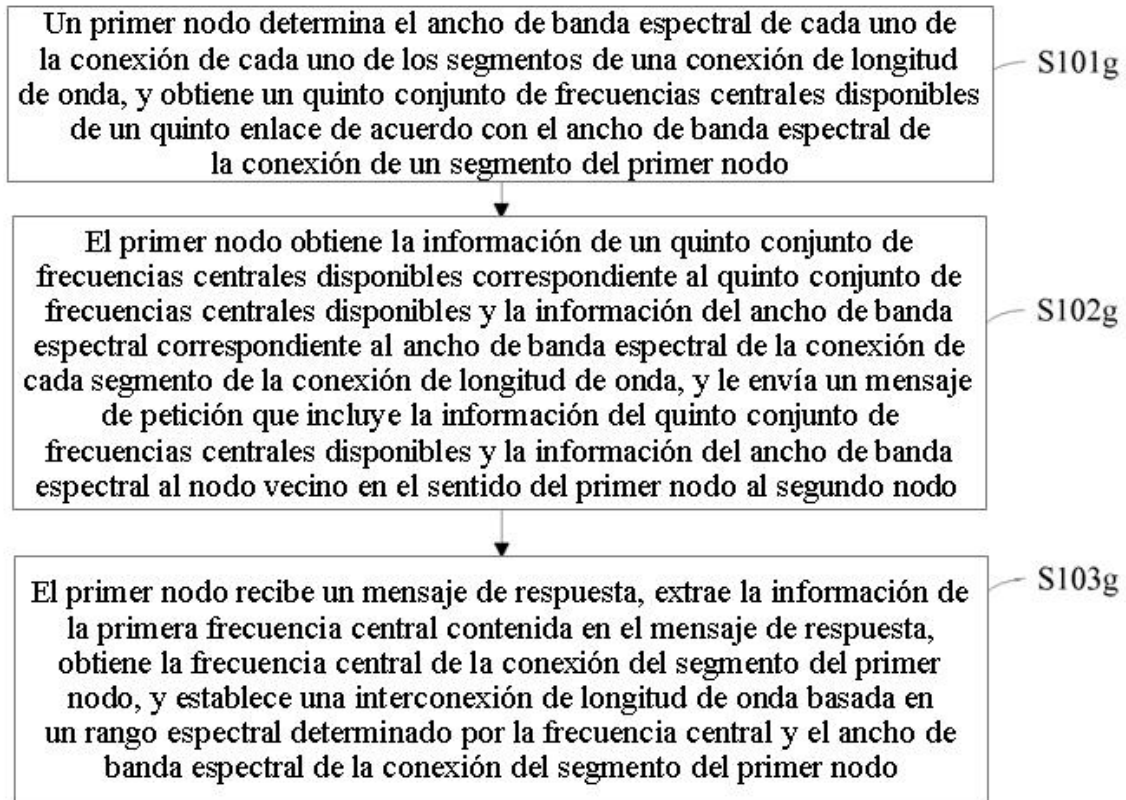 Un primer nodo determina el ancho de banda espectral de cada uno de
la conexión de cada uno de los segmentos de una conexión de longitud
de onda, y obtiene un quinto conjunto de frecuencias centrales disponibles
de un quinto enlace de acuerdo con el ancho de banda espectral de
la conexión de un segmento del primer nodo
S101g
El primer nodo obtiene la información de un quinto conjunto de
frecuencias centrales disponibles correspondiente al quinto conjunto de
frecuencias centrales disponibles y la información del ancho de banda
espectral correspondiente al ancho de banda espectral de la conexión de
cada segmento de la conexión de longitud de onda, y le envía un mensaje
de petición que incluye la información del quinto conjunto de
frecuencias centrales disponibles y la información del ancho de banda
espectral al nodo vecino en el sentido del primer nodo al segundo nodo
S102g
El primer nodo recibe un mensaje de respuesta, extrae la información de
la primera frecuencia central contenida en el mensaje de respuesta,
obtiene la frecuencia central de la conexión del segmento del primer
nodo, y establece una interconexión de longitud de onda basada en
un rango espectral determinado por la frecuencia central y el ancho de
banda espectral de la conexión del segmento del primer nodo
S103g